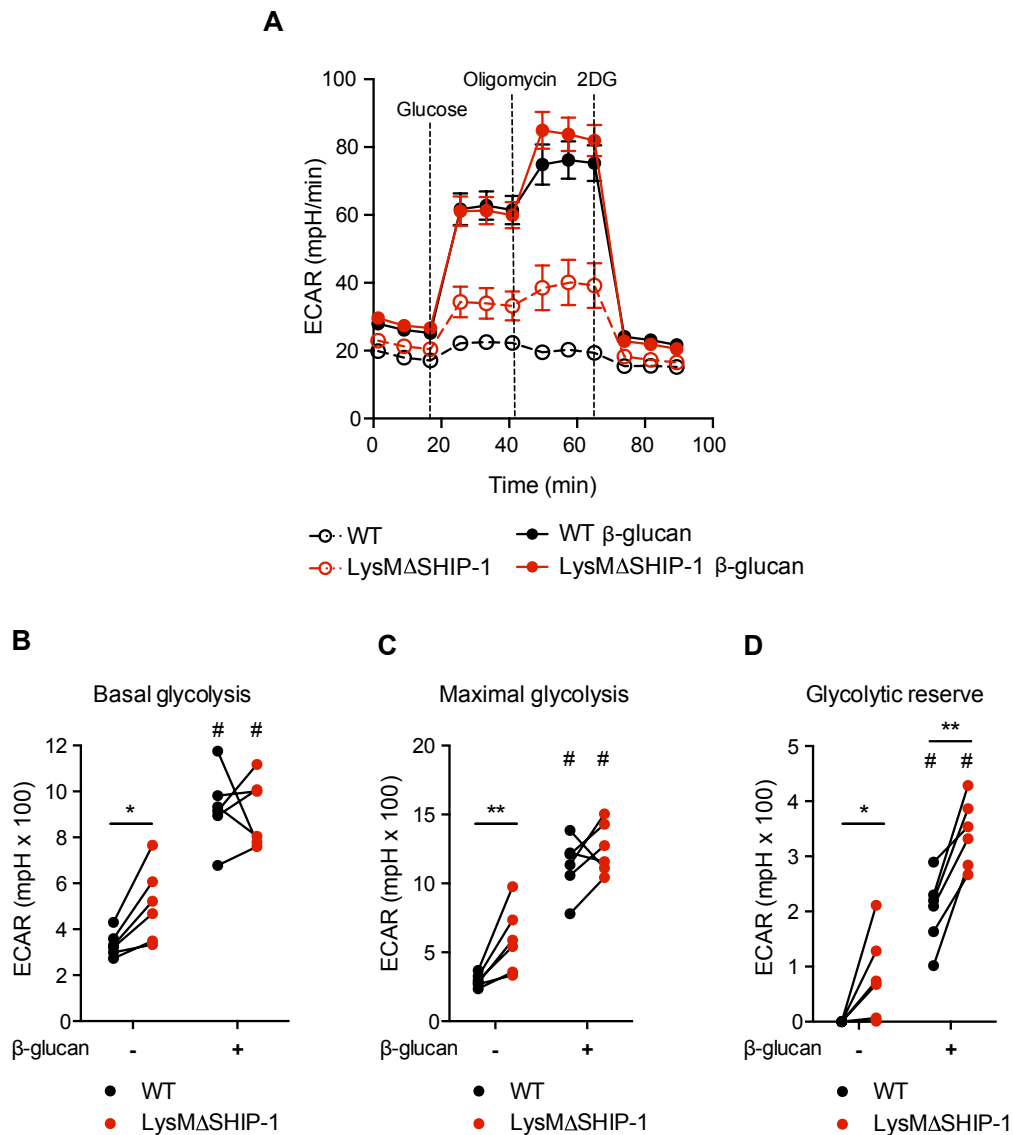 A
ECAR (mpH/min)
100
80
60
40
20
0
Glucose
Oligomycin
2DG
0 20 40 60 80 100
Time (min)
WT
WT β-glucan
LysMΔSHIP-1
LysMΔSHIP-1 β-glucan
B
Basal glycolysis
ECAR (mpH x 100)
12
10
8
6
4
2
0
*
# #
β-glucan - +
WT
LysMΔSHIP-1
C
Maximal glycolysis
ECAR (mpH x 100)
20
15
10
5
0
**
# #
β-glucan - +
WT
LysMΔSHIP-1
D
Glycolytic reserve
ECAR (mpH x 100)
5
4
3
2
1
0
*
**
# #
β-glucan - +
WT
LysMΔSHIP-1